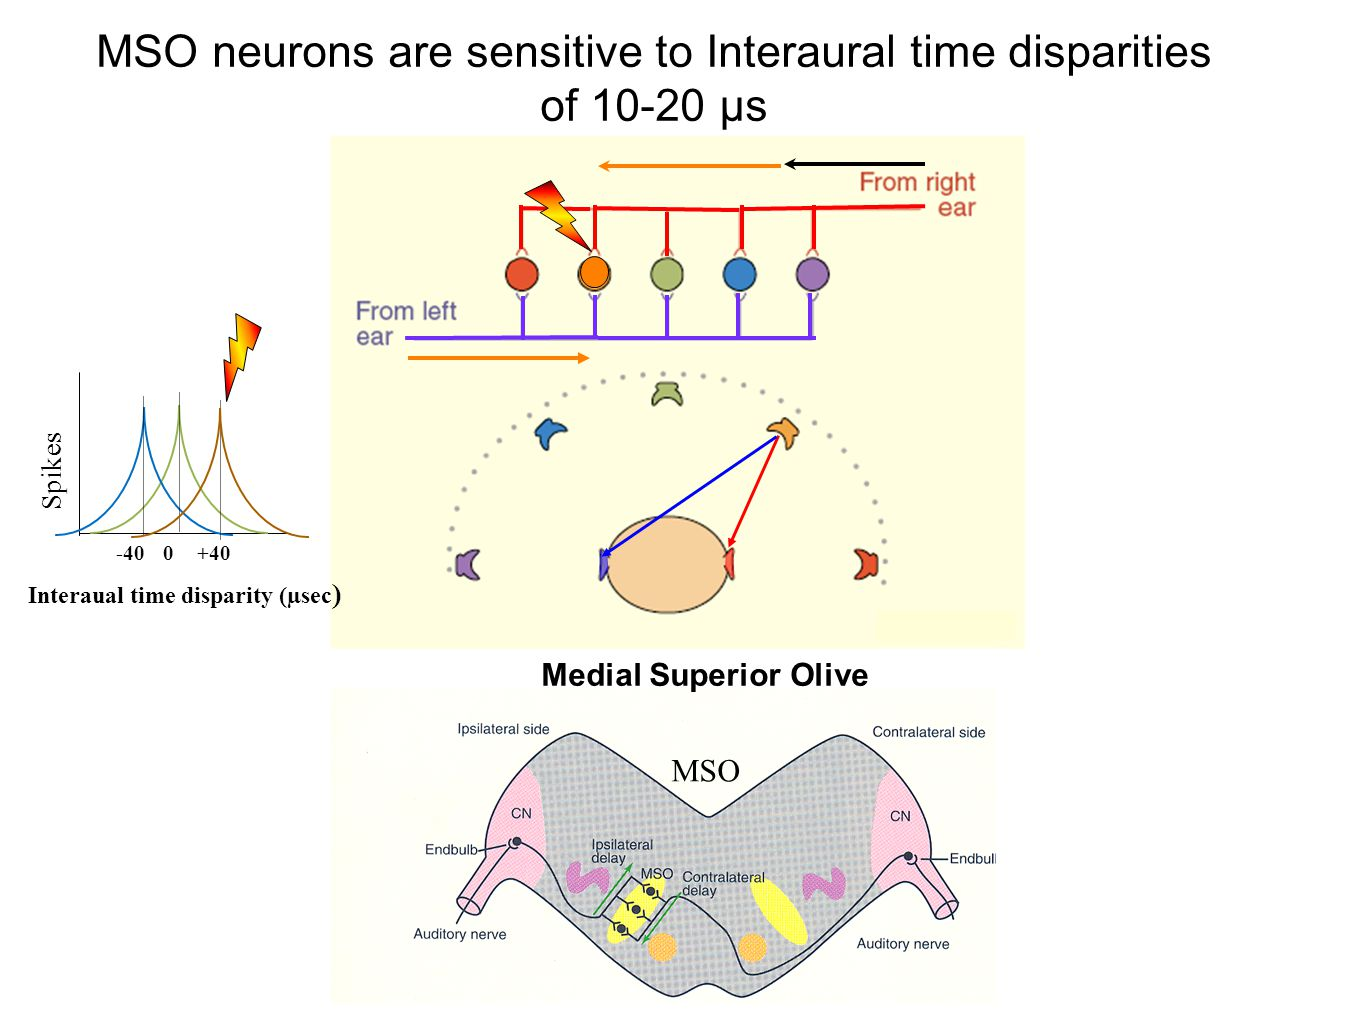 MSO neurons are sensitive to Interaural time disparities
of 10-20 µs
From right
ear
From left
ear
Spikes
-40 0 +40
Interaual time disparity (µsec)
Medial Superior Olive
Ipsilateral side
Contralateral side
MSO
CN
CN
Endbulb
Ipsilateral
delay
MSO
Contralateral
delay
Endbull
Auditory nerve
Auditory nerve